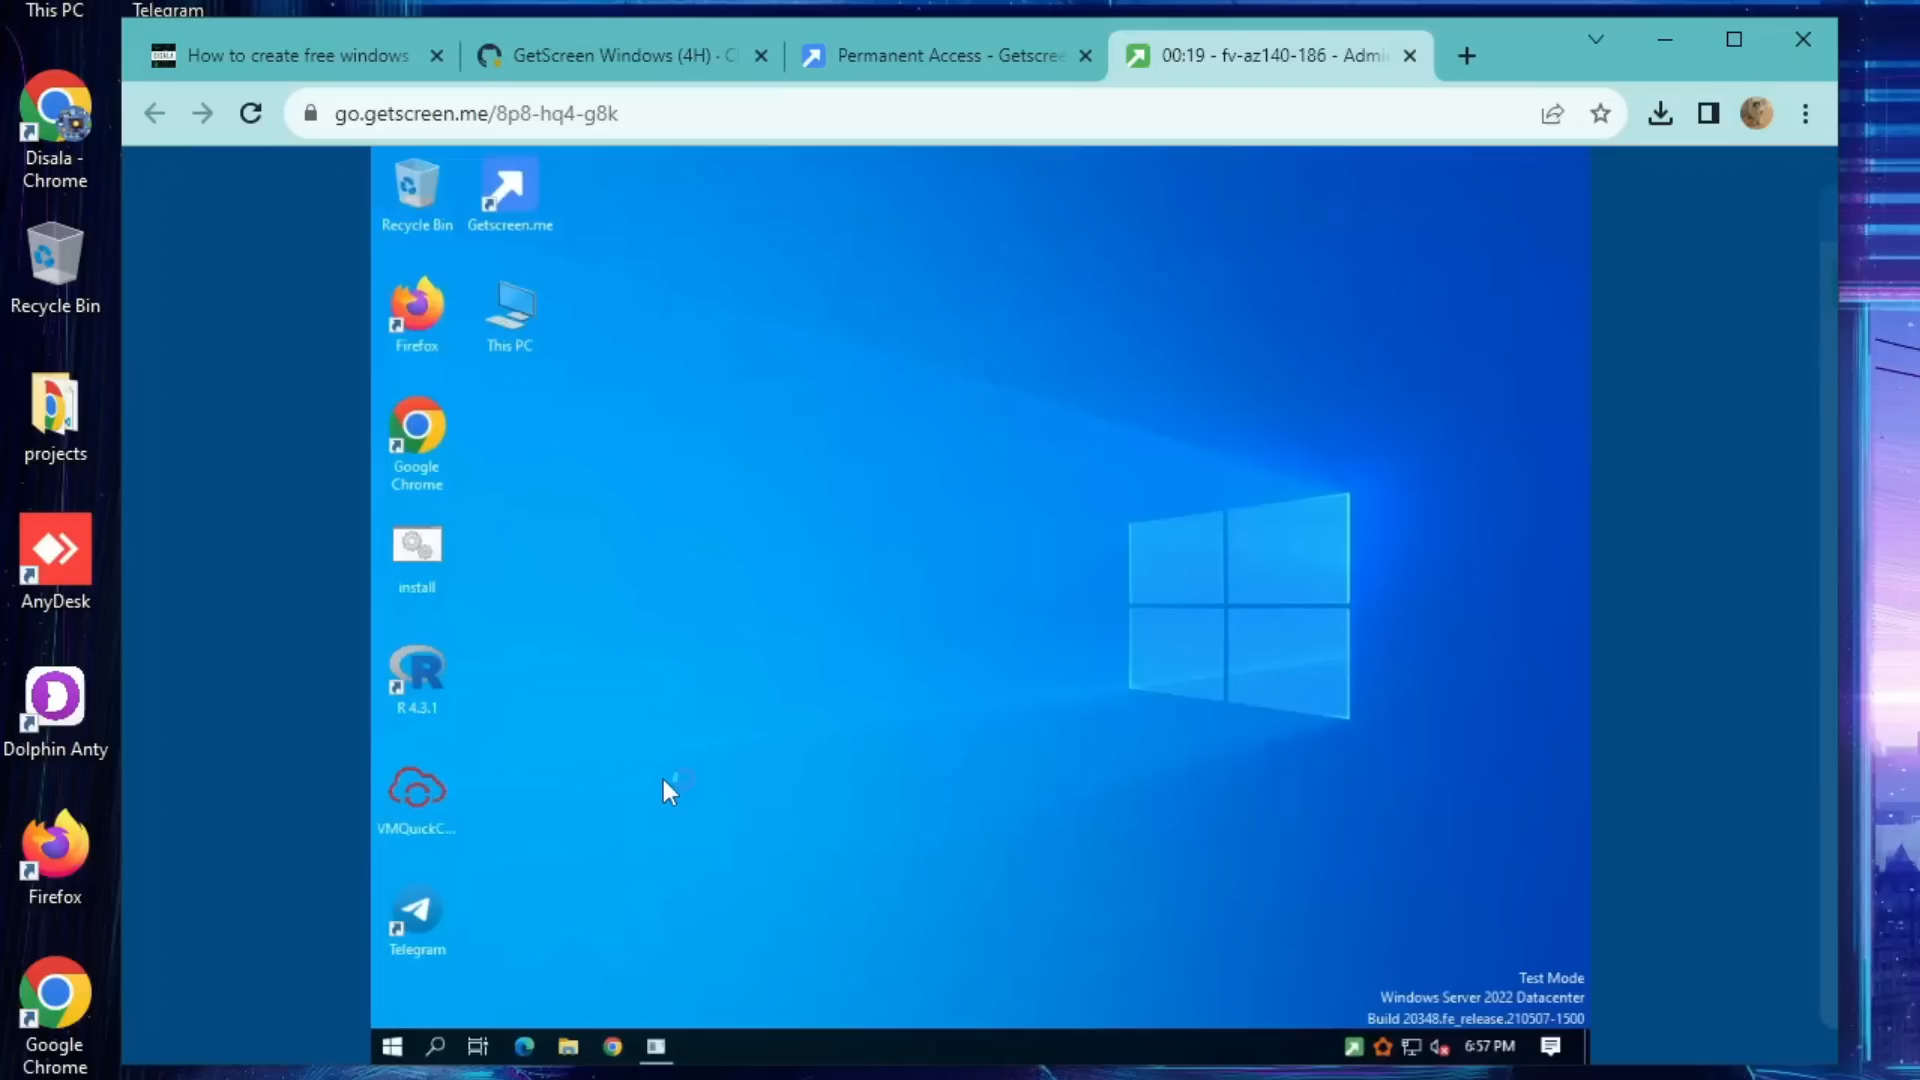 This PC
Telegram
Disala -
Chrome
Recycle Bin
projects
AnyDesk
Dolphin Anty
Firefox
Google
Chrome
How to create free windows
GetScreen Windows (4H) ·
Permanent Access - Getscree
00:19 - fv-az140-186 - Admi
go.getscreen.me/8p8-hq4-g8k
Recycle Bin
Getscreen.me
Firefox
This PC
Google
Chrome
install
R 4.3.1
VMQuickC...
Telegram
Test Mode
Windows Server 2022 Datacenter
Build 20348.fe_release.210507-1500
6:57 PM